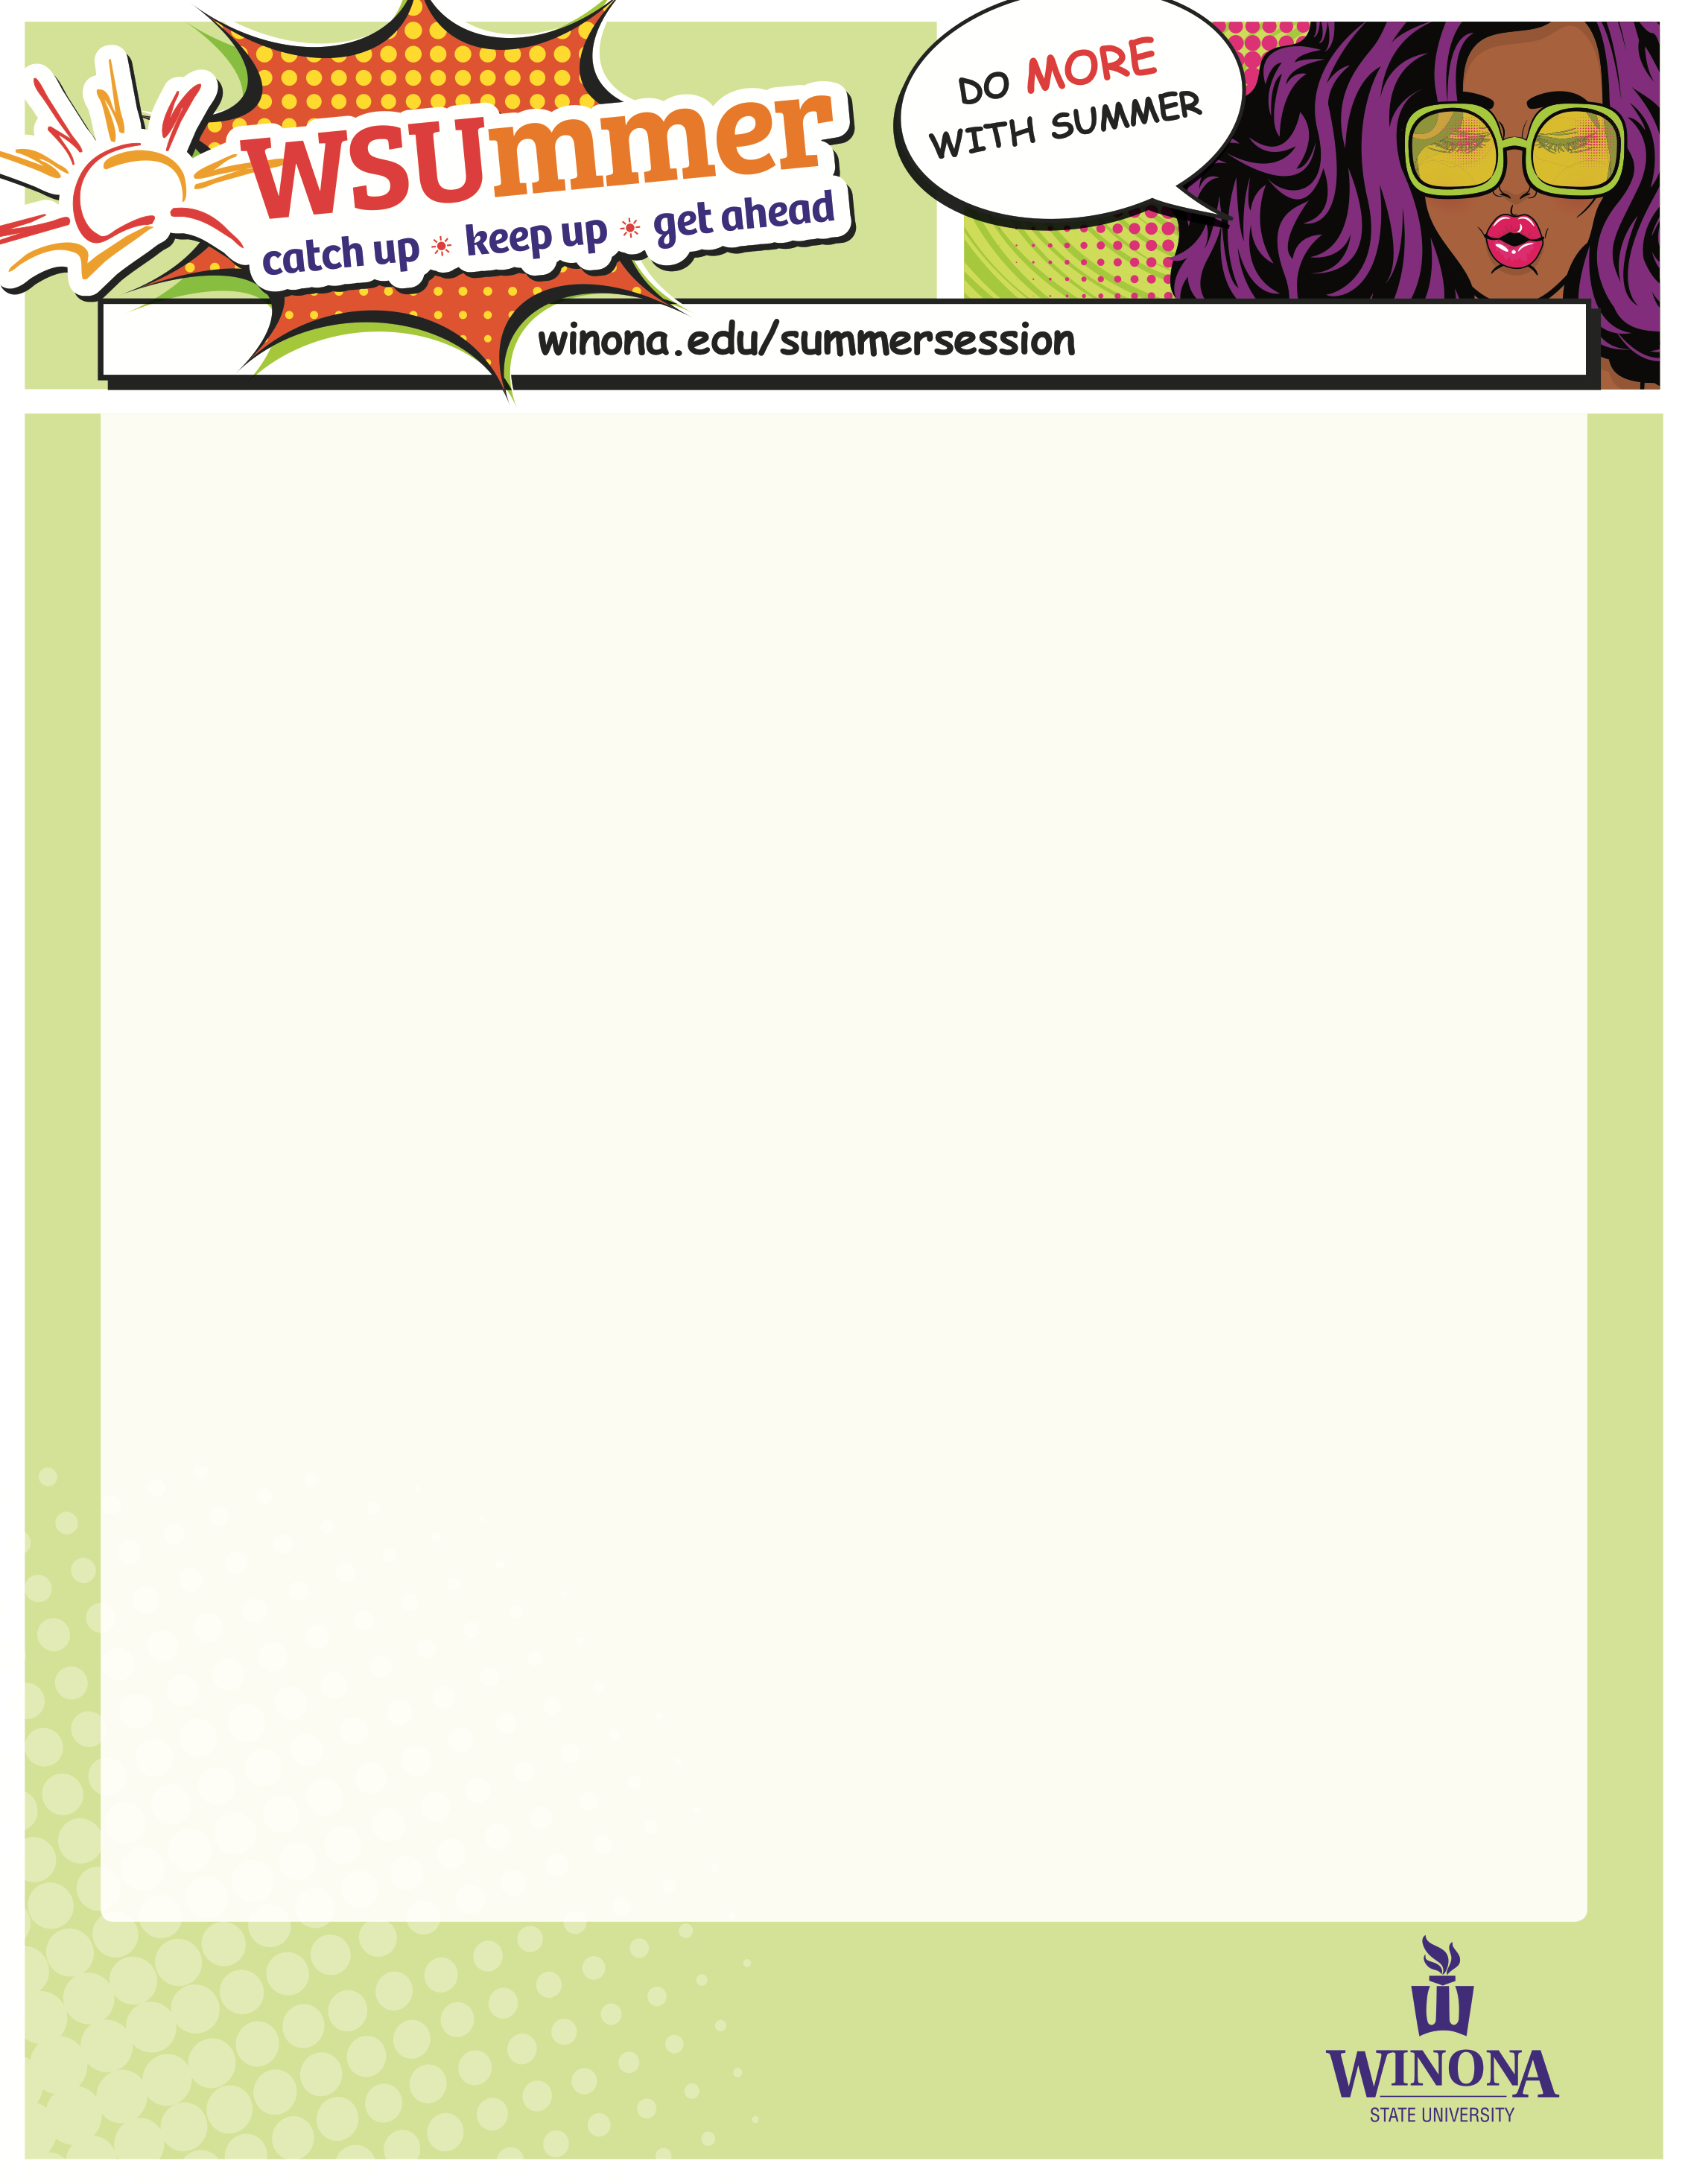 WSUmmer
catch up keep up get ahead
DO MORE
WITH SUMMER
winona.edu/summersession
WINONA
STATE UNIVERSITY